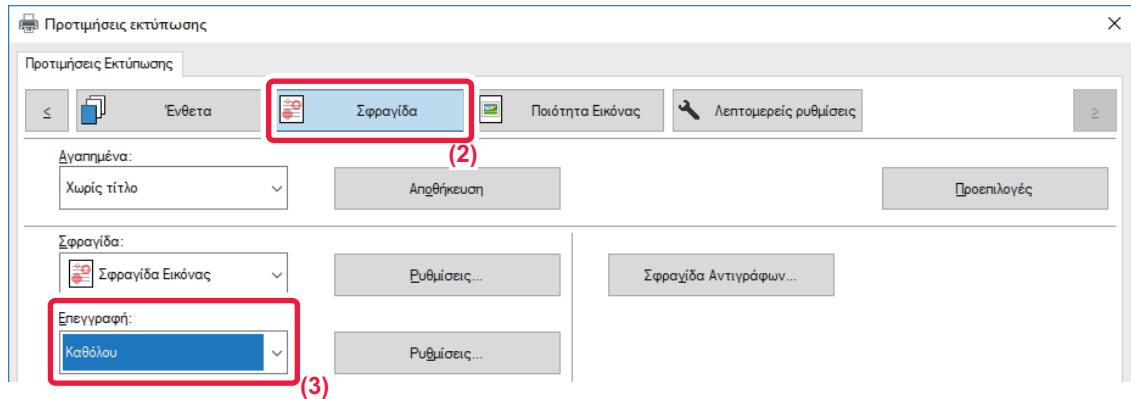 Προτιμήσεις εκτύπωσης
Προτιμήσεις Εκτύπωσης
< Ένθετα Σφραγίδα Ποιότητα Εικόνας Λεπτομερείς ρυθμίσεις >
(2)
Αγαπημένα:
Χωρίς τίτλο Αποθήκευση Προεπιλογές
Σφραγίδα:
Σφραγίδα Εικόνας Ρυθμίσεις... Σφραγίδα Αντιγράφων...
Επεγγραφή:
Καθόλου Ρυθμίσεις...
(3)